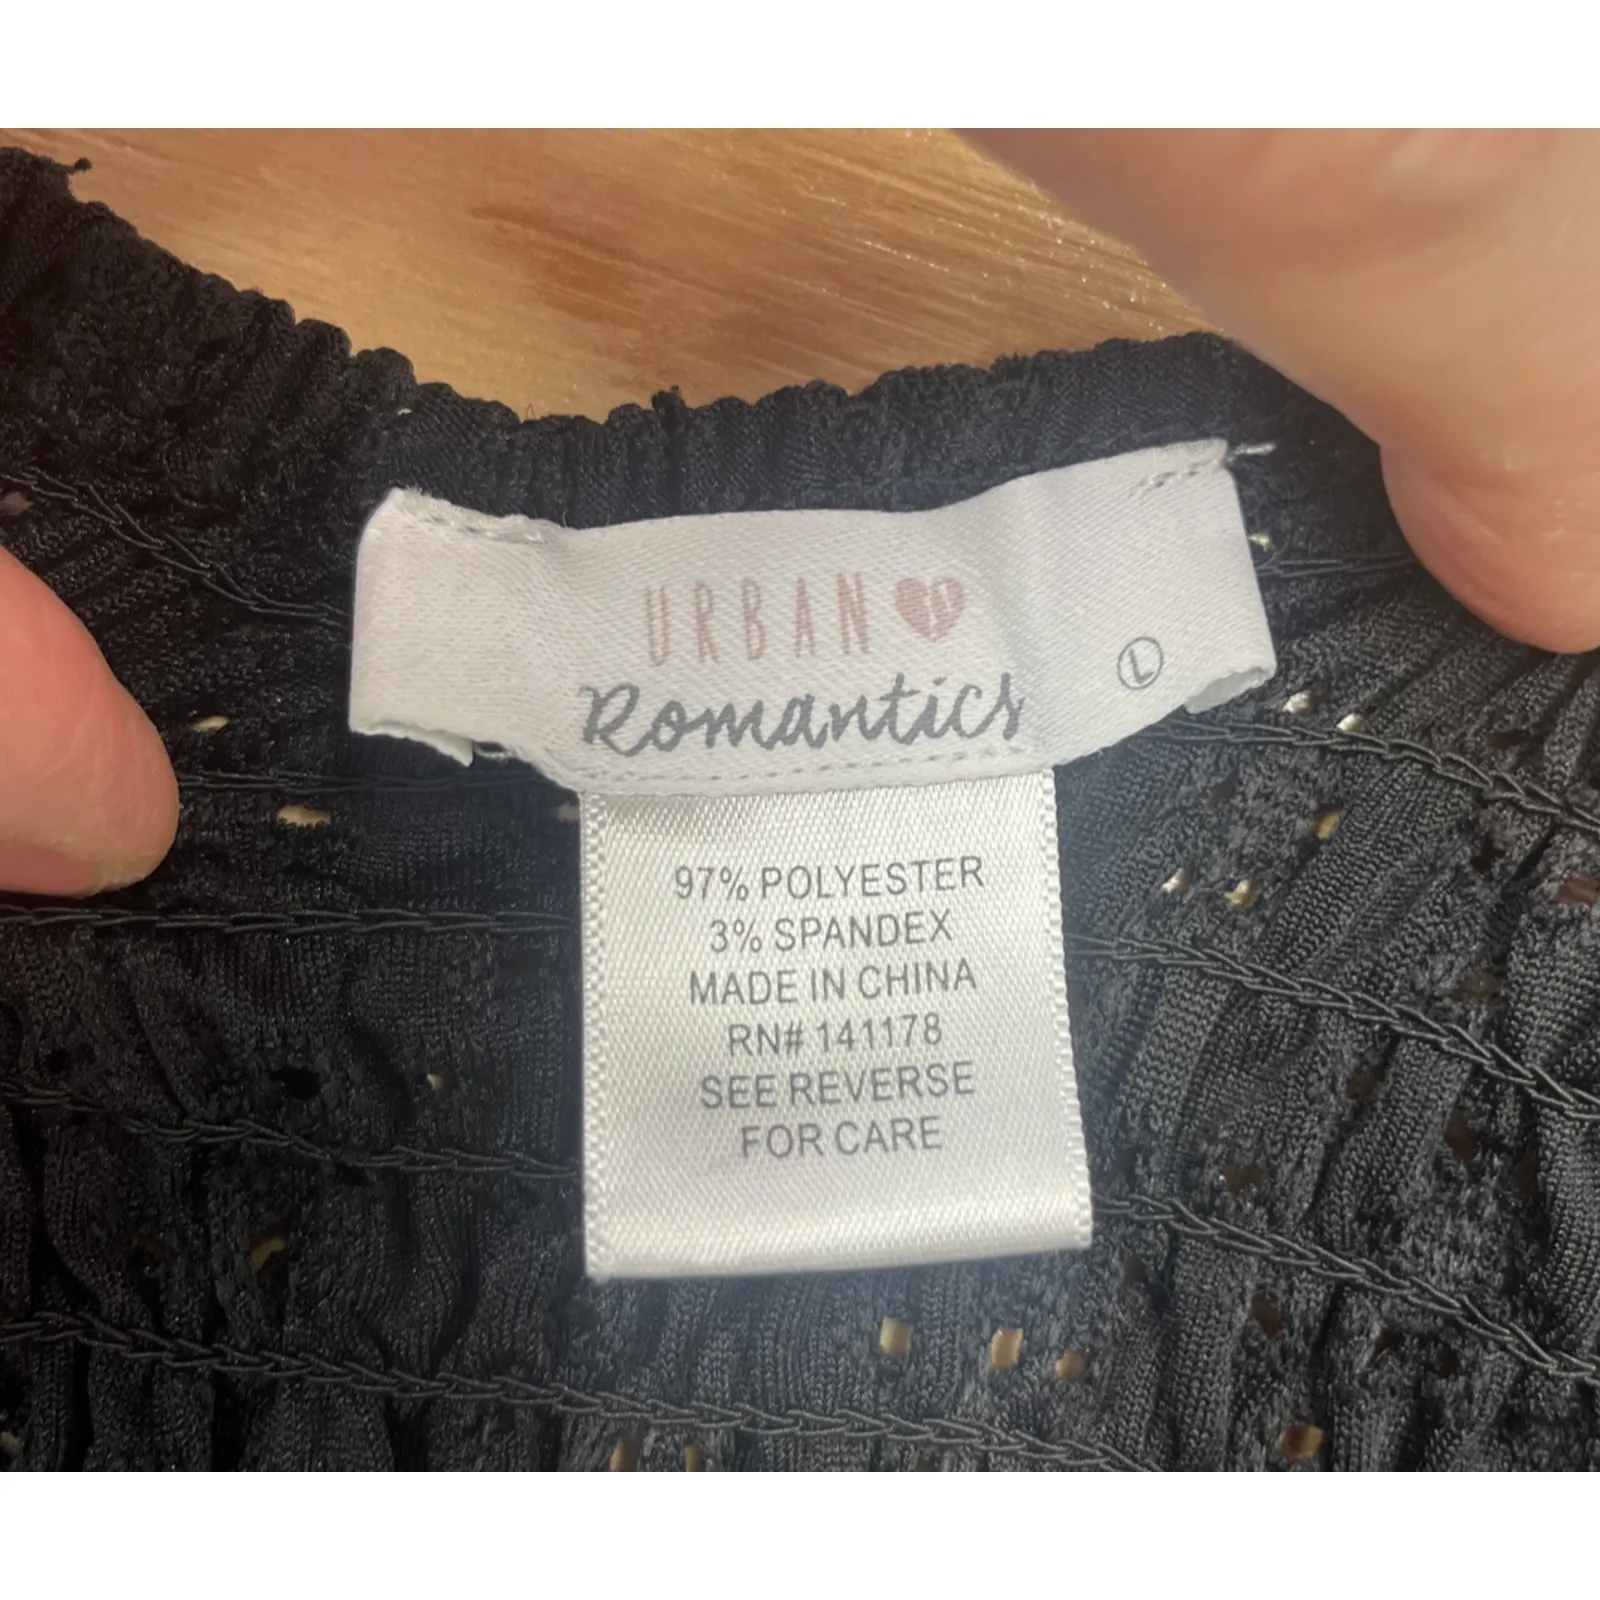 URBAN
Romantics
L
97% POLYESTER
3% SPANDEX
MADE IN CHINA
RN# 141178
SEE REVERSE
FOR CARE